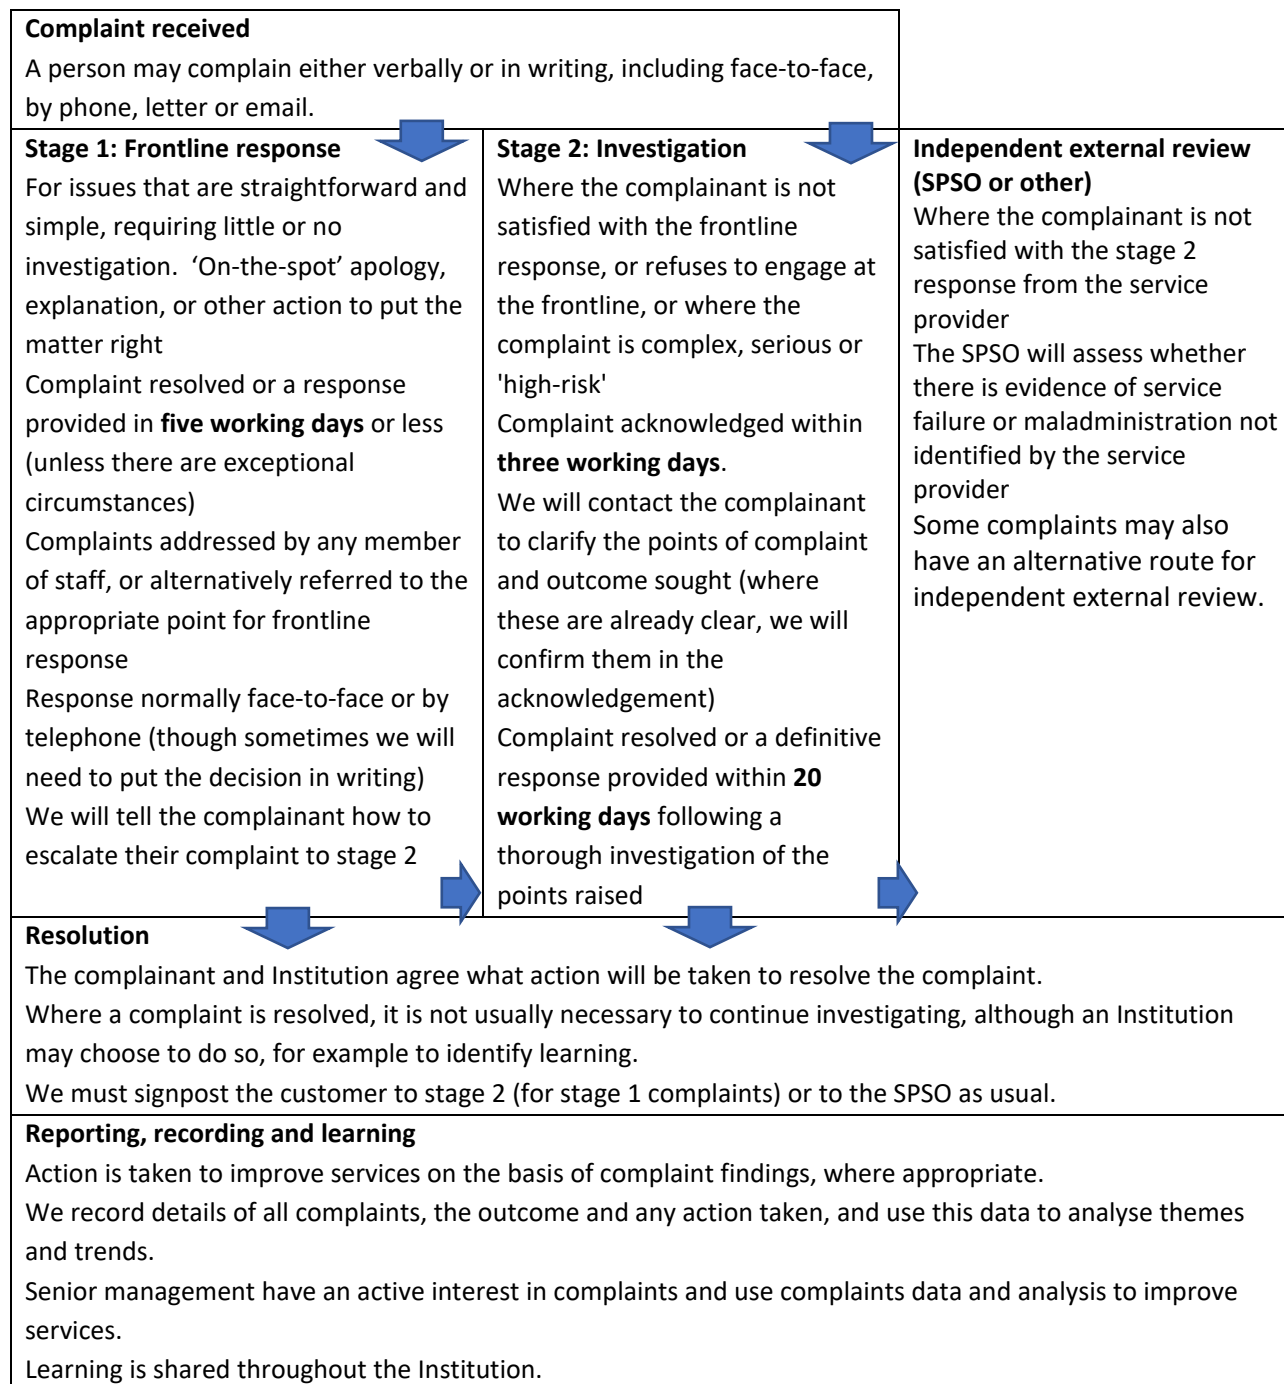 Complaint received
A person may complain either verbally or in writing, including face-to-face,
by phone, letter or email.
Stage 1: Frontline response
For issues that are straightforward and
simple, requiring little or no
investigation.  ‘On-the-spot’ apology,
explanation, or other action to put the
matter right
Complaint resolved or a response
provided in five working days or less
(unless there are exceptional
circumstances)
Complaints addressed by any member
of staff, or alternatively referred to the
appropriate point for frontline
response
Response normally face-to-face or by
telephone (though sometimes we will
need to put the decision in writing)
We will tell the complainant how to
escalate their complaint to stage 2
Stage 2: Investigation
Where the complainant is not
satisfied with the frontline
response, or refuses to engage at
the frontline, or where the
complaint is complex, serious or
'high-risk'
Complaint acknowledged within
three working days.
We will contact the complainant
to clarify the points of complaint
and outcome sought (where
these are already clear, we will
confirm them in the
acknowledgement)
Complaint resolved or a definitive
response provided within 20
working days following a
thorough investigation of the
points raised
Independent external review
(SPSO or other)
Where the complainant is not
satisfied with the stage 2
response from the service
provider
The SPSO will assess whether
there is evidence of service
failure or maladministration not
identified by the service
provider
Some complaints may also
have an alternative route for
independent external review.
Resolution
The complainant and Institution agree what action will be taken to resolve the complaint.
Where a complaint is resolved, it is not usually necessary to continue investigating, although an Institution
may choose to do so, for example to identify learning.
We must signpost the customer to stage 2 (for stage 1 complaints) or to the SPSO as usual.
Reporting, recording and learning
Action is taken to improve services on the basis of complaint findings, where appropriate.
We record details of all complaints, the outcome and any action taken, and use this data to analyse themes
and trends.
Senior management have an active interest in complaints and use complaints data and analysis to improve
services.
Learning is shared throughout the Institution.